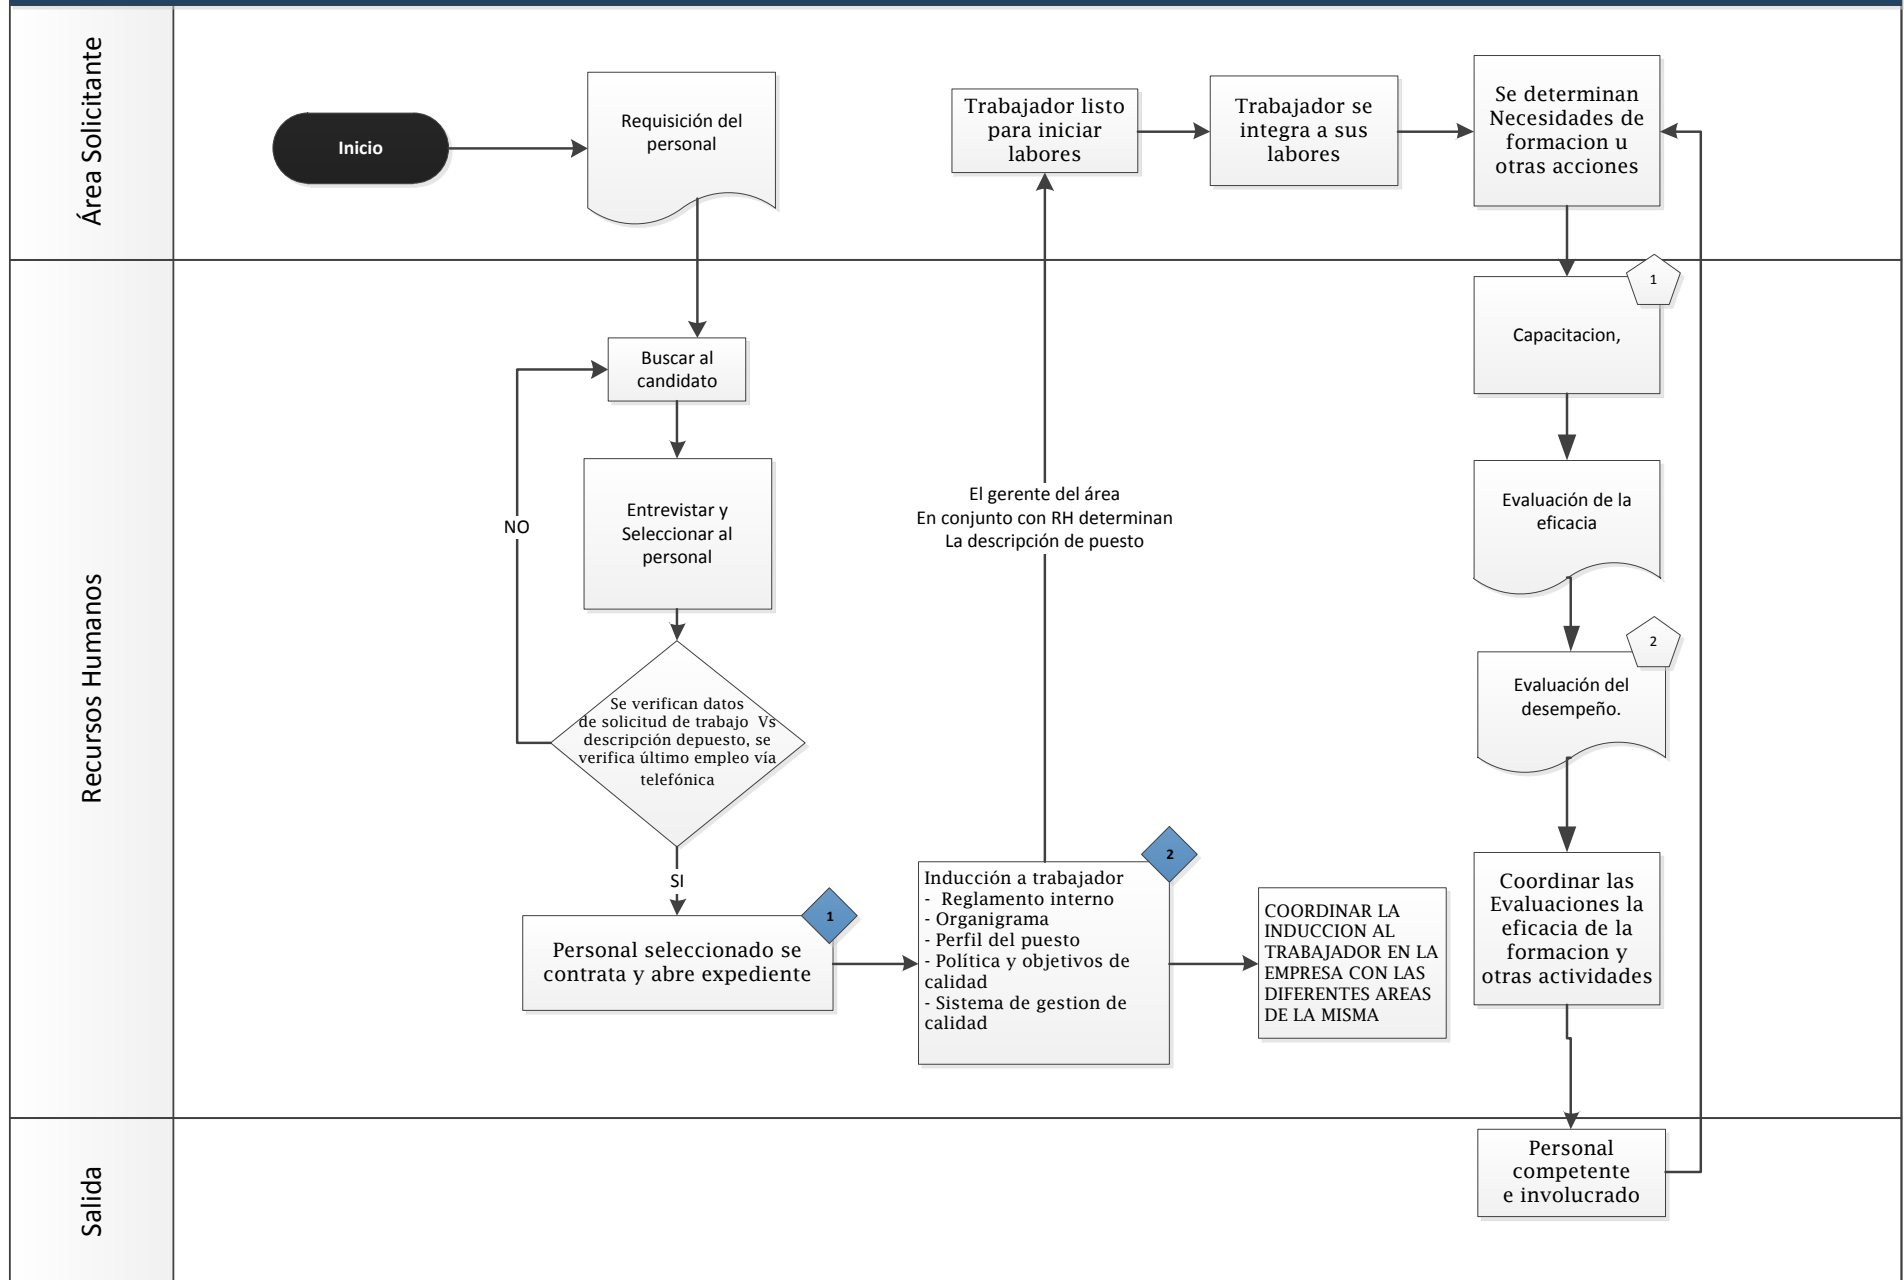 Área Solicitante
Inicio
Requisición del
personal
Trabajador listo
para iniciar
labores
Trabajador se
integra a sus
labores
Se determinan
Necesidades de
formacion u
otras acciones
Recursos Humanos
Buscar al
candidato
Entrevistar y
Seleccionar al
personal
NO
Se verifican datos
de solicitud de trabajo Vs
descripción depuesto, se
verifica último empleo vía
telefónica
SI
1
Personal seleccionado se
contrata y abre expediente
El gerente del área
En conjunto con RH determinan
La descripción de puesto
2
Inducción a trabajador
- Reglamento interno
- Organigrama
- Perfil del puesto
- Política y objetivos de
calidad
- Sistema de gestion de
calidad
COORDINAR LA
INDUCCION AL
TRABAJADOR EN LA
EMPRESA CON LAS
DIFERENTES AREAS
DE LA MISMA
1
Capacitacion,
Evaluación de la
eficacia
2
Evaluación del
desempeño.
Coordinar las
Evaluaciones la
eficacia de la
formacion y
otras actividades
Salida
Personal
competente
e involucrado